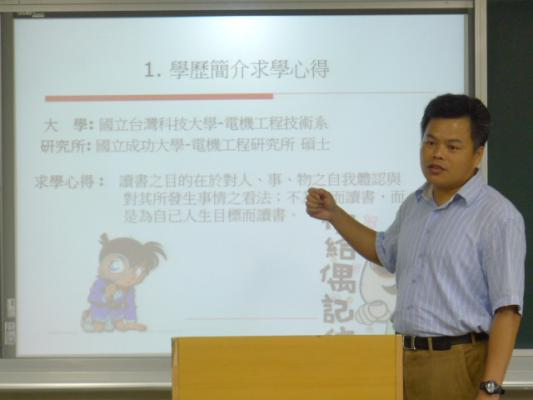 1. 學歷簡介求學心得
大 學: 國立台灣科技大學-電機工程技術系
研究所: 國立成功大學-電機工程研究所 碩士
求學心得: 讀書之目的在於對人、事、物之自我體認與
對其所發生事情之看法;不 而讀書,而
是為自己人生目標而讀書。
給偶記